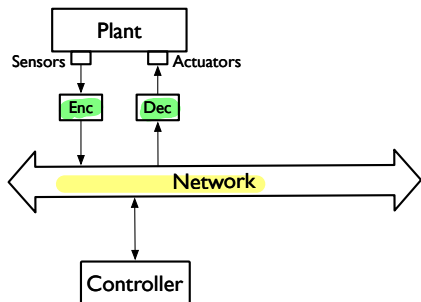 Plant
Sensors
Actuators
Enc
Dec
Network
Controller